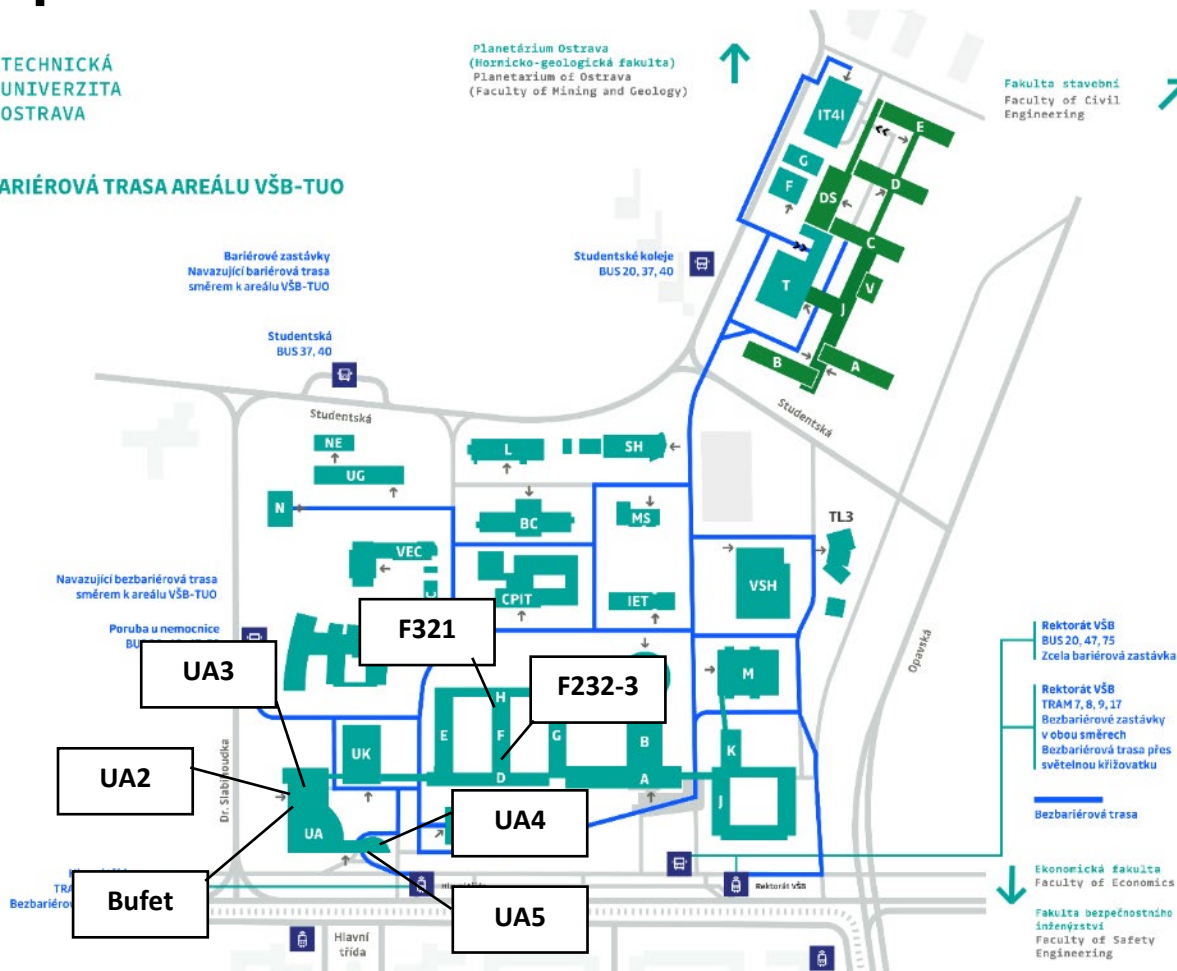 TECHNICKÁ
UNIVERZITA
OSTRAVA
Planetárium Ostrava
(Hornicko-geologická fakulta)
Planetarium of Ostrava
(Faculty of Mining and Geology)
Fakulta stavební
Faculty of Civil
Engineering
ARIÉROVÁ TRASA AREÁLU VŠB-TUO
IT4I
E
G
F
D
DS
C
T
V
J
B
A
Bariérové zastávky
Navazující bariérová trasa
směrem k areálu VŠB-TUO
Studentské koleje
BUS 20, 37, 40
Studentská
BUS 37, 40
Studentská
Studentská
NE
UG
N
L
SH
BC
MS
TL3
VEC
CPIT
IET
VSH
Navazující bezbariérová trasa
směrem k areálu VŠB-TUO
Poruba u nemocnice
F321
UA3
F232-3
M
H
E
F
G
B
UK
D
A
K
J
UA2
UA
UA4
Bufet
UA5
Dr. Slabihoudka
Opavská
Rektorát VŠB
BUS 20, 47, 75
Zcela bariérová zastávka
Rektorát VŠB
TRAM 7, 8, 9, 17
Bezbariérové zastávky
v obou směrech
Bezbariérová trasa přes
světelnou křižovatku
Bezbariérová trasa
Rektorát VŠB
Hlavní
třída
Ekonomická fakulta
Faculty of Economics
Fakulta bezpečnostního
inženýrství
Faculty of Safety
Engineering